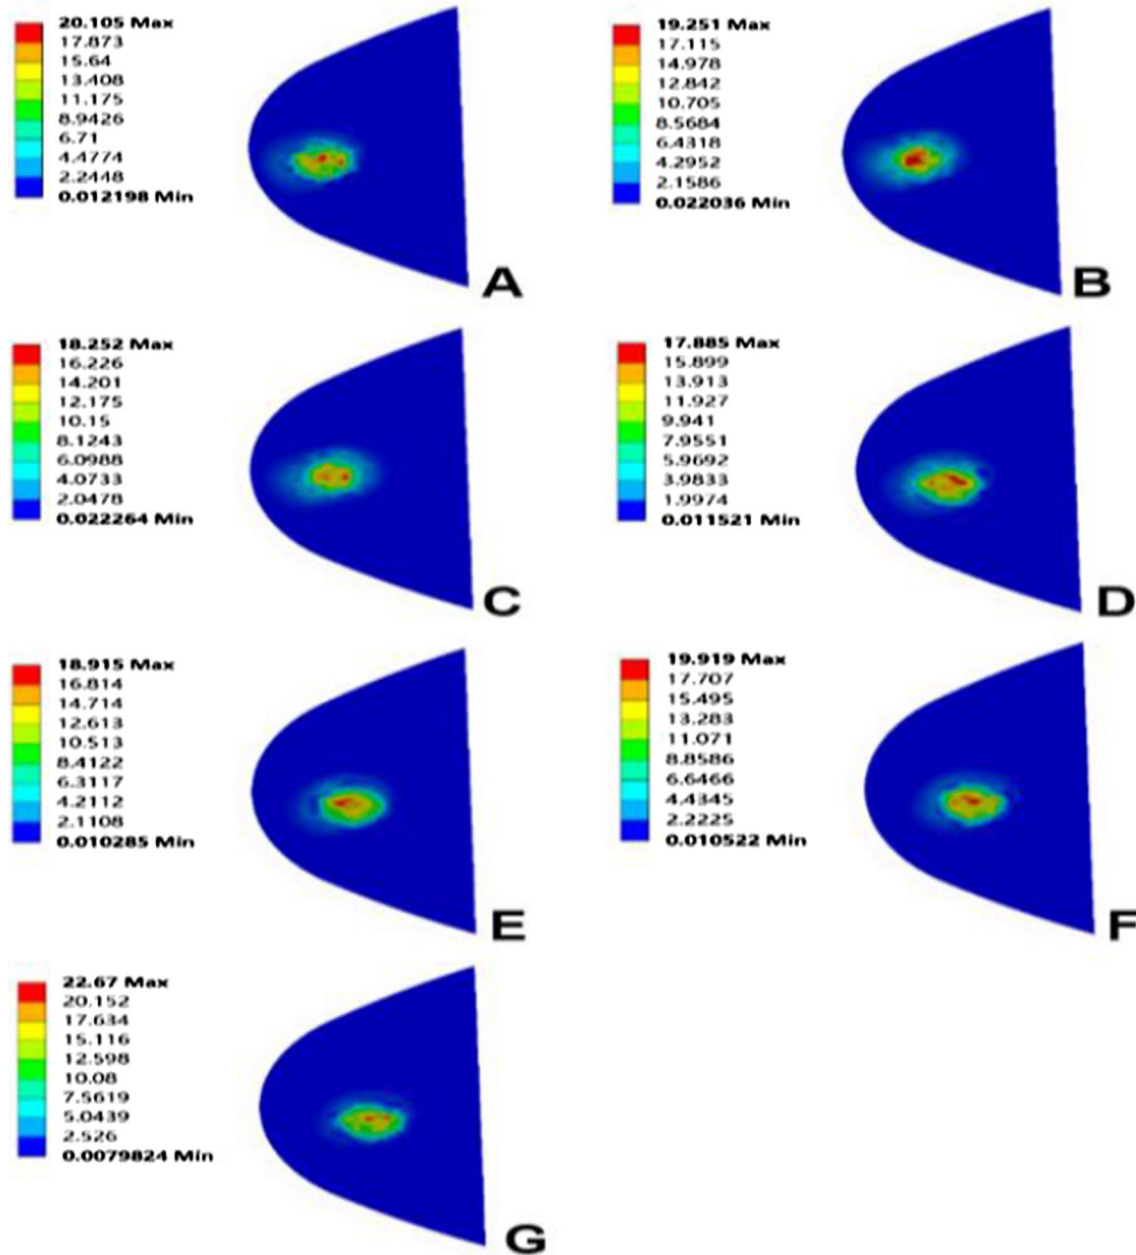 20.105 Max
17.873
15.64
13.408
11.175
8.9426
6.71
4.4774
2.2448
0.012198 Min
A
19.251 Max
17.115
14.978
12.842
10.705
8.5684
6.4318
4.2952
2.1586
0.022036 Min
B
18.252 Max
16.226
14.201
12.175
10.15
8.1243
6.0988
4.0733
2.0478
0.022264 Min
C
17.885 Max
15.899
13.913
11.927
9.941
7.9551
5.9692
3.9833
1.9974
0.011521 Min
D
18.915 Max
16.814
14.714
12.613
10.513
8.4122
6.3117
4.2112
2.1108
0.010285 Min
E
19.919 Max
17.707
15.495
13.283
11.071
8.8586
6.6466
4.4345
2.2225
0.010522 Min
F
22.67 Max
20.152
17.634
15.116
12.598
10.08
7.5619
5.0439
2.526
0.0079824 Min
G